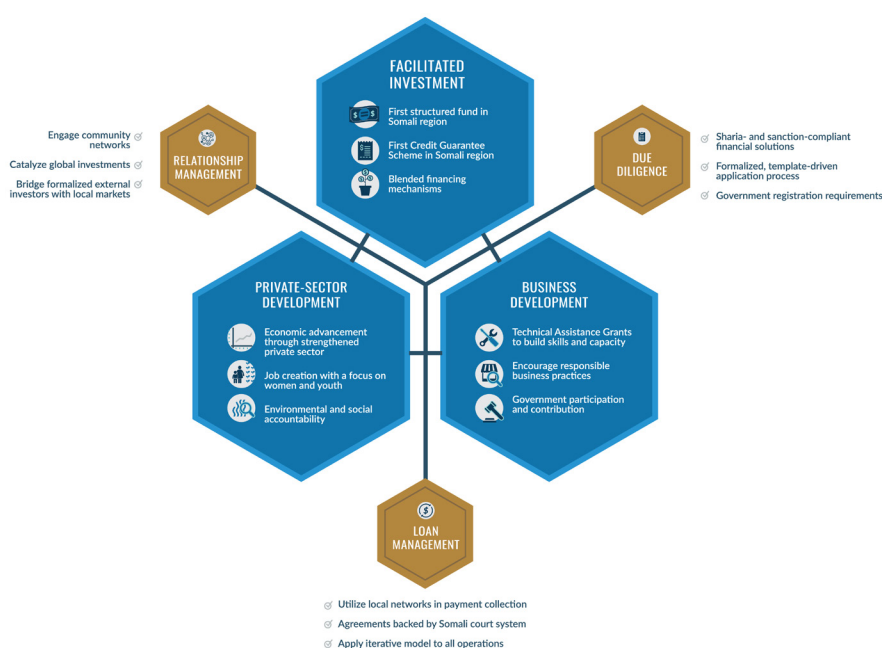 FACILITATED
INVESTMENT
First structured fund in
Somali region
First Credit Guarantee
Scheme in Somali region
Blended financing
mechanisms
Engage community
networks
Catalyze global investments
Bridge formalized external
investors with local markets
RELATIONSHIP
MANAGEMENT
DUE
DILIGENCE
Sharia- and sanction-compliant
financial solutions
Formalized, template-driven
application process
Government registration requirements
PRIVATE-SECTOR
DEVELOPMENT
Economic advancement
through strengthened
private sector
Job creation with a focus on
women and youth
Environmental and social
accountability
BUSINESS
DEVELOPMENT
Technical Assistance Grants
to build skills and capacity
Encourage responsible
business practices
Government participation
and contribution
LOAN
MANAGEMENT
Utilize local networks in payment collection
Agreements backed by Somali court system
Apply iterative model to all operations